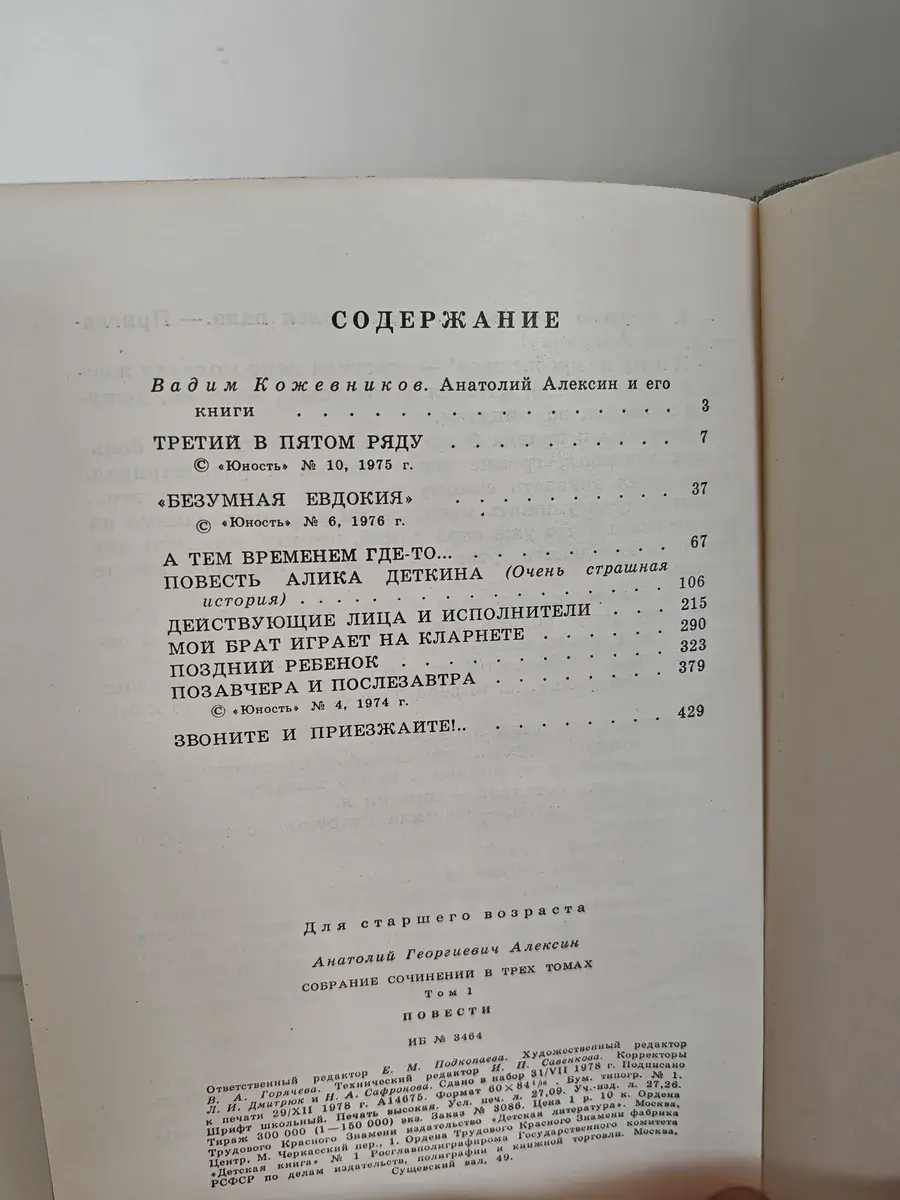 СОДЕРЖАНИЕ
Вадим Кожевников. Анатолий Алексин и его
книги . . . . . . . . . . . . . . . . 3
ТРЕТИЙ В ПЯТОМ РЯДУ . . . . . . . . . . 7
© «Юность» № 10, 1975 г.
«БЕЗУМНАЯ ЕВДОКИЯ» . . . . . . . . . . 37
© «Юность» № 6, 1976 г.
А ТЕМ ВРЕМЕНЕМ ГДЕ-ТО... . . . . . . . . . 67
ПОВЕСТЬ АЛИКА ДЕТКИНА (Очень страшная
история) . . . . . . . . . . . . . . . . 106
ДЕЙСТВУЮЩИЕ ЛИЦА И ИСПОЛНИТЕЛИ . . . 215
МОЙ БРАТ ИГРАЕТ НА КЛАРНЕТЕ . . . . . . 290
ПОЗДНИЙ РЕБЕНОК . . . . . . . . . . . . 323
ПОЗАВЧЕРА И ПОСЛЕЗАВТРА . . . . . . . . 379
© «Юность» № 4, 1974 г.
ЗВОНИТЕ И ПРИЕЗЖАЙТЕ!.. . . . . . . . . 429
Для старшего возраста
Анатолий Георгиевич Алексин
СОБРАНИЕ СОЧИНЕНИЙ В ТРЕХ ТОМАХ
Том 1
ПОВЕСТИ
ИБ № 3464
Ответственный редактор Е. М. Подкопаева. Художественный редактор
В. А. Горячева. Технический редактор И. П. Савенкова. Корректоры
Л. И. Дмитрюк и Н. А. Сафронова. Сдано в набор 31/VII 1978 г. Подписано
к печати 29/XII 1978 г. А14675. Формат 60×84 1/16. Бум. типогр. № 1.
Шрифт школьный. Печать высокая. Усл. печ. л. 27,09. Уч.-изд. л. 27,26.
Тираж 300 000 (1—150 000) экз. Заказ № 3086. Цена 1 р. 10 к. Ордена
Трудового Красного Знамени издательство «Детская литература». Москва,
Центр, М. Черкасский пер., 1. Ордена Трудового Красного Знамени фабрика
«Детская книга» № 1 Росглавполиграфпрома Государственного комитета
РСФСР по делам издательств, полиграфии и книжной торговли. Москва,
Сущевский вал, 49.